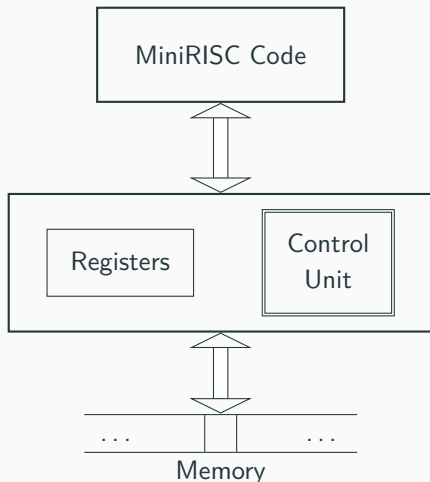 MiniRISC Code
Registers
Control
Unit
... ...
Memory